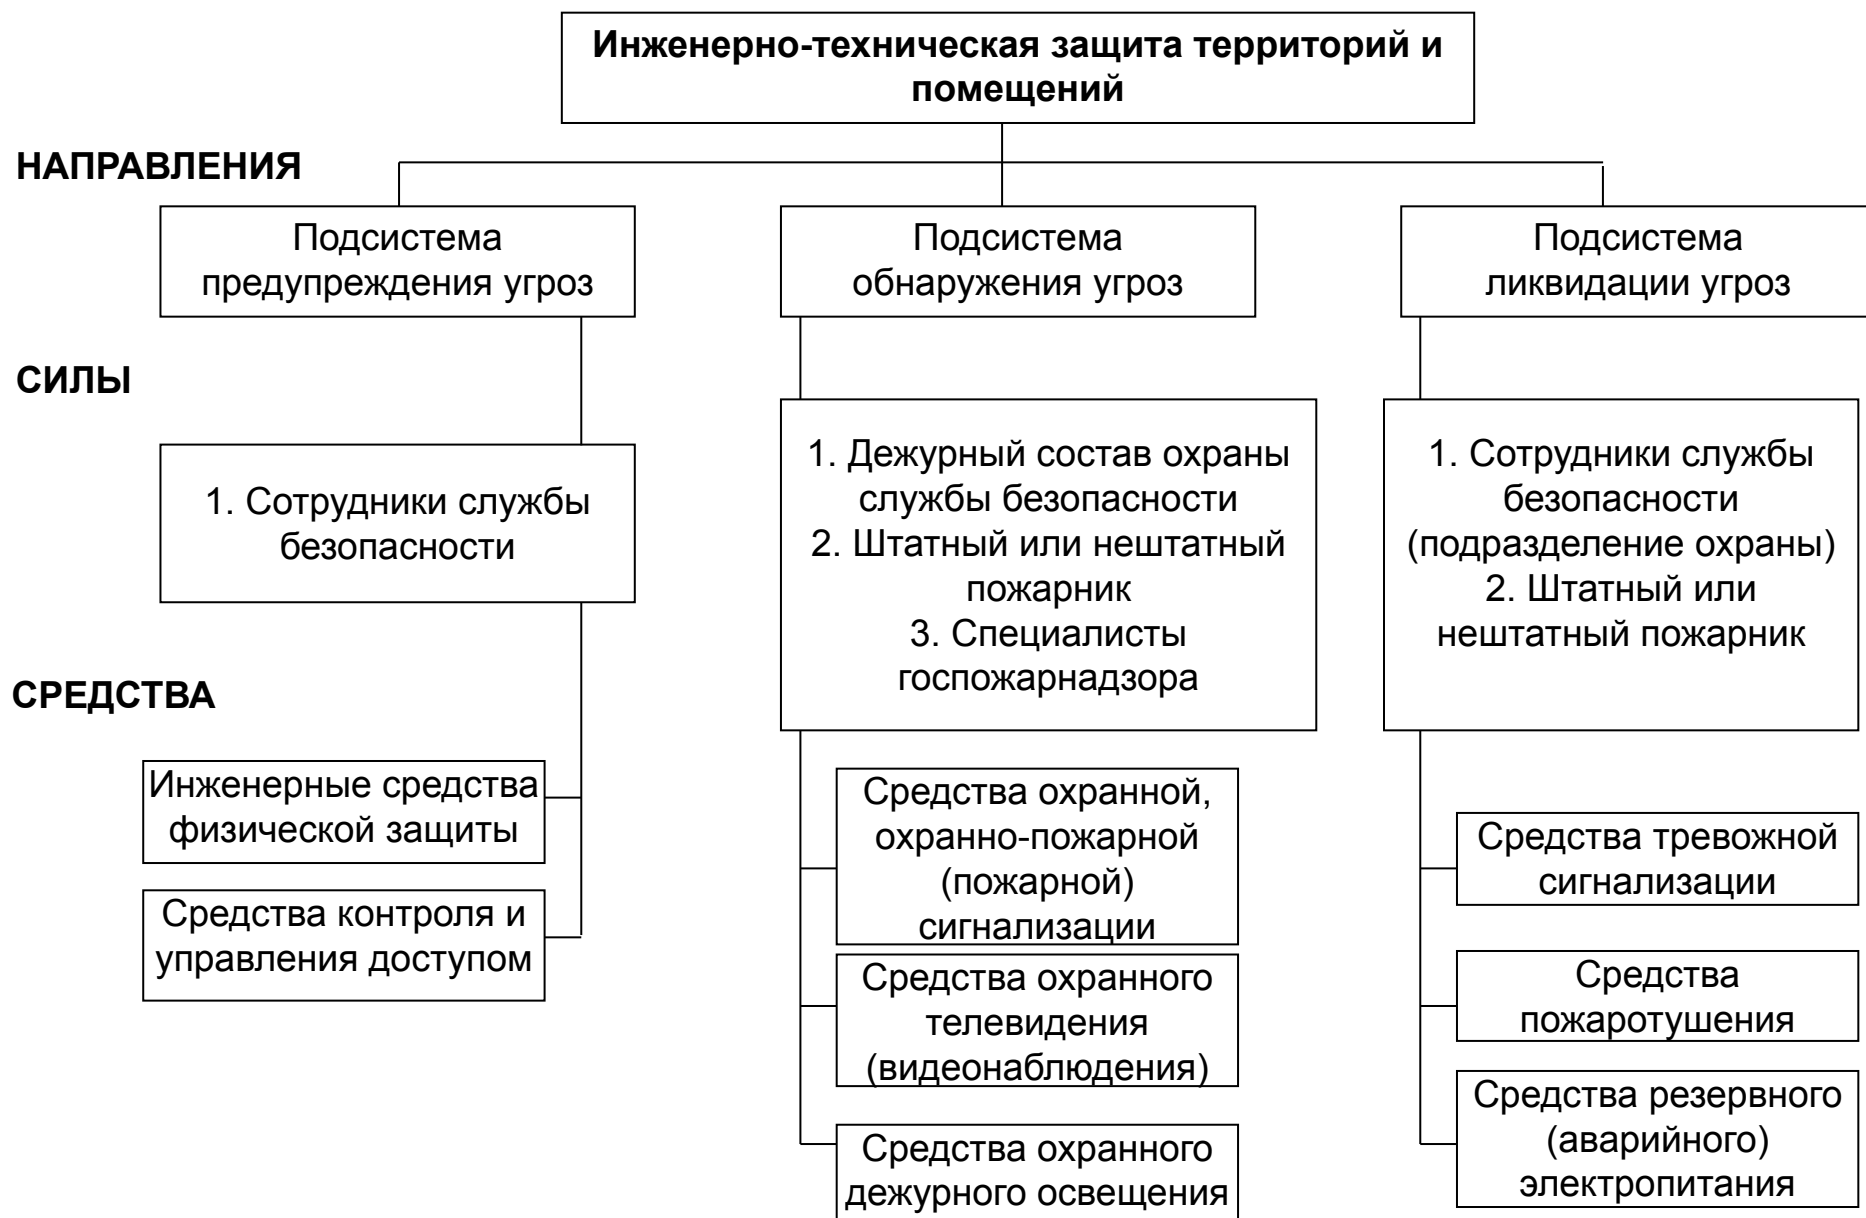 Инженерно-техническая защита территорий и
помещений
НАПРАВЛЕНИЯ
Подсистема
предупреждения угроз
Подсистема
обнаружения угроз
Подсистема
ликвидации угроз
СИЛЫ
1. Сотрудники службы
безопасности
1. Дежурный состав охраны
службы безопасности
2. Штатный или нештатный
пожарник
3. Специалисты
госпожарнадзора
1. Сотрудники службы
безопасности
(подразделение охраны)
2. Штатный или
нештатный пожарник
СРЕДСТВА
Инженерные средства
физической защиты
Средства контроля и
управления доступом
Средства охранной,
охранно-пожарной
(пожарной)
сигнализации
Средства охранного
телевидения
(видеонаблюдения)
Средства охранного
дежурного освещения
Средства тревожной
сигнализации
Средства
пожаротушения
Средства резервного
(аварийного)
электропитания